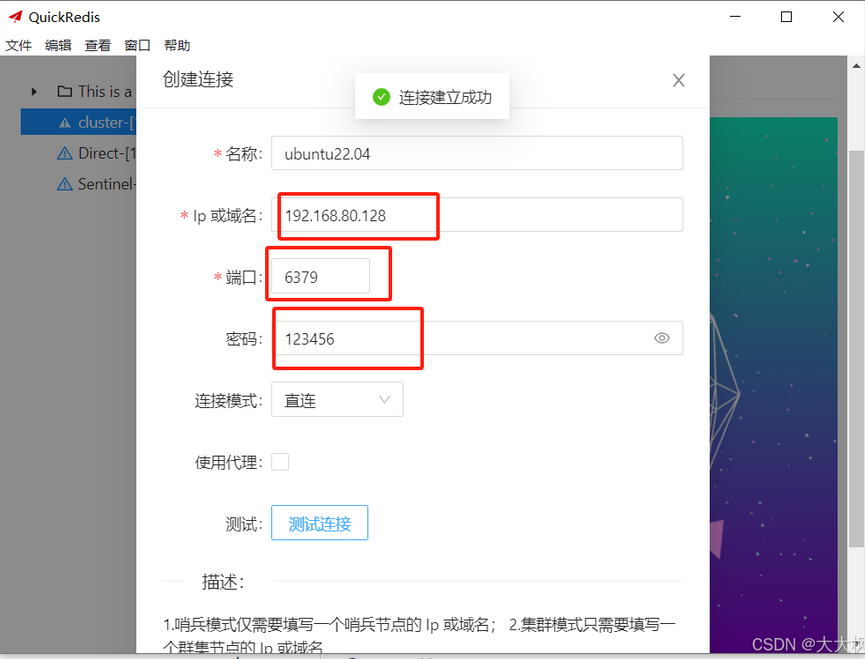 QuickRedis
文件 编辑 查看 窗口 帮助
创建连接
连接建立成功
This is a
cluster-[
Direct-[1
Sentinel-
* 名称:
ubuntu22.04
* Ip 或域名:
192.168.80.128
* 端口:
6379
密码:
123456
连接模式:
直连
使用代理:
测试:
测试连接
描述:
1.哨兵模式仅需要填写一个哨兵节点的 Ip 或域名； 2.集群模式只需要填写一
个群集节点的 Ip 或域名
CSDN @大大